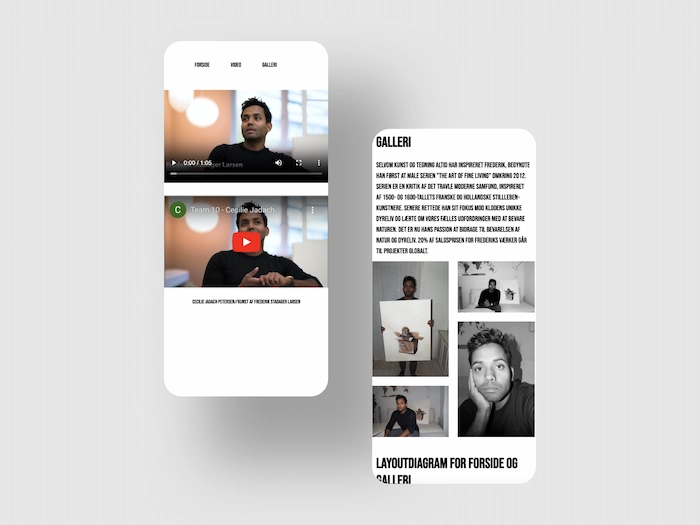 FORSIDE VIDEO GALLERI
0:00 / 1:05
ger Larsen
C Team 10 - Cecilie Jadach
CECILIE JADACH PETERSEN/KUNST AF FREDERIK STADAGER LARSEN
GALLERI
SELVOM KUNST OG TEGNING ALTID HAR INSPIRERET FREDERIK, BEGYNDTE
HAN FØRST AT MALE SERIEN "THE ART OF FINE LIVING" OMKRING 2012.
SERIEN ER EN KRITIK AF DET TRAVLE MODERNE SAMFUND, INSPIRERET
AF 1500- OG 1600-TALLETS FRANSKE OG HOLLANDSKE STILLLEBEN-
KUNSTNERE. SENERE RETTEDE HAN SIT FOKUS MOD KLODENS UNIKKE
DYRELIV OG LÆRTE OM VORES FÆLLES UDFORDRINGER MED AT BEVARE
NATUREN. DET ER NU HANS PASSION AT BIDRAGE TIL BEVARELSEN AF
NATUR OG DYRELIV. 20% AF SALGSPRISEN FOR FREDERIKS VÆRKER GÅR
TIL PROJEKTER GLOBALT.
LAYOUTDIAGRAM FOR FORSIDE OG
GALLERI